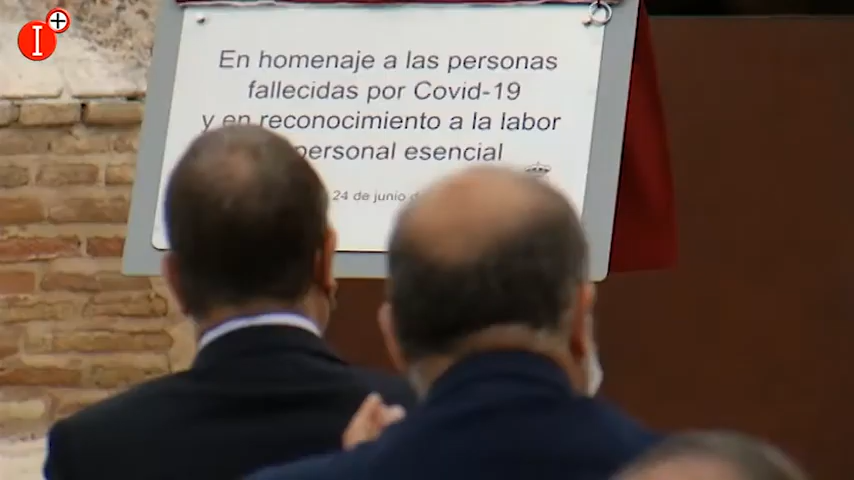 I+
En homenaje a las personas
fallecidas por Covid-19
y en reconocimiento a la labor
personal esencial
24 de junio